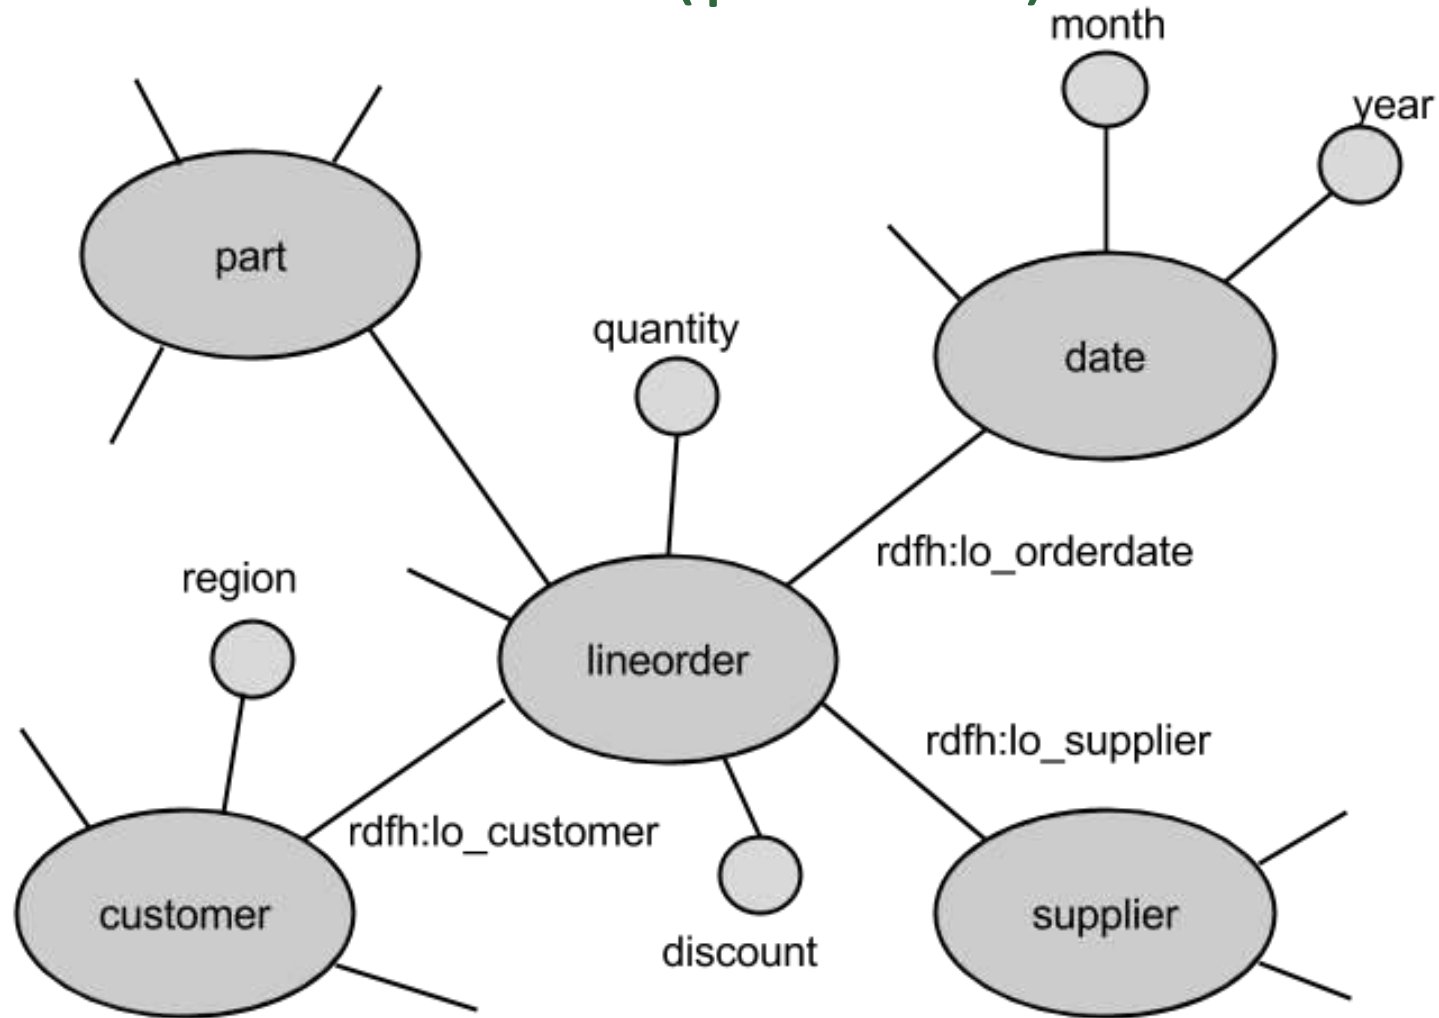 month
year
part
quantity
date
rdfh:lo_orderdate
region
lineorder
rdfh:lo_supplier
rdfh:lo_customer
customer
supplier
discount